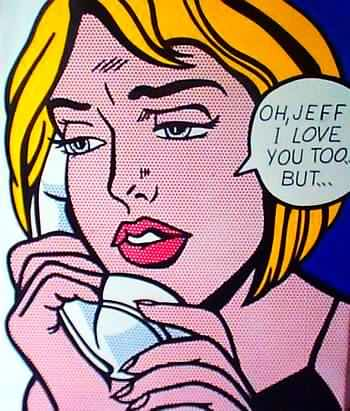 OH, JEFF
I LOVE
YOU TOO,
BUT...